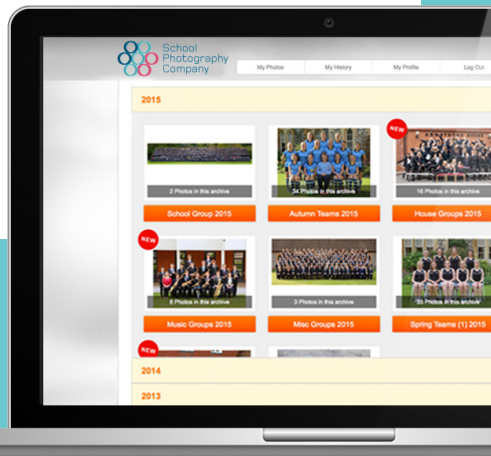 School
Photography
Company
My Photos
My History
My Profile
Log Out
2015
NEW
2 Photos in this archive
34 Photos in this archive
16 Photos in this archive
School Group 2015
Autumn Teams 2015
House Groups 2015
NEW
8 Photos in this archive
3 Photos in this archive
33 Photos in this archive
Music Groups 2015
Misc Groups 2015
Spring Teams (1) 2015
NEW
2014
2013